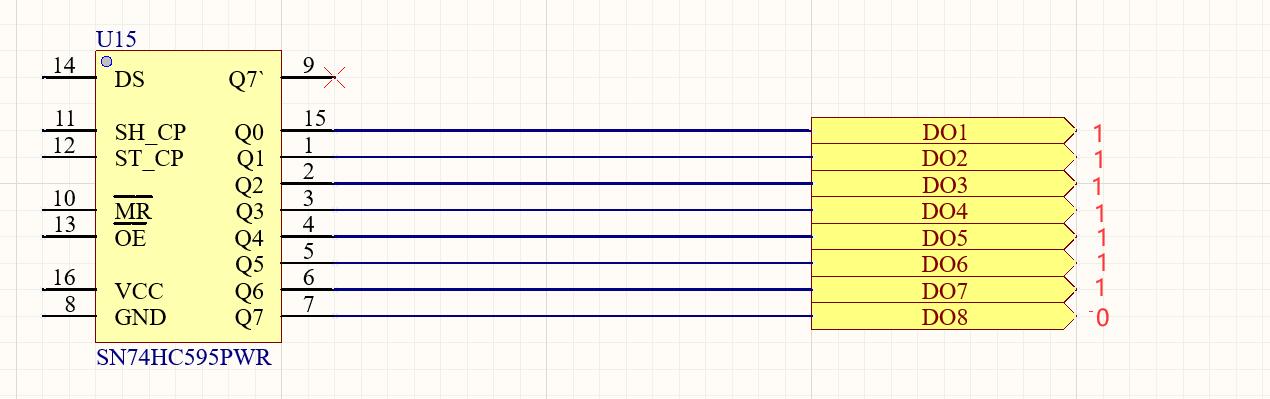 U15
14 DS Q7` 9
11 SH_CP Q0 15 DO1 1
12 ST_CP Q1 1 DO2 1
Q2 2 DO3 1
10 MR Q3 3 DO4 1
13 OE Q4 4 DO5 1
Q5 5 DO6 1
16 VCC Q6 6 DO7 1
8 GND Q7 7 DO8 0
SN74HC595PWR